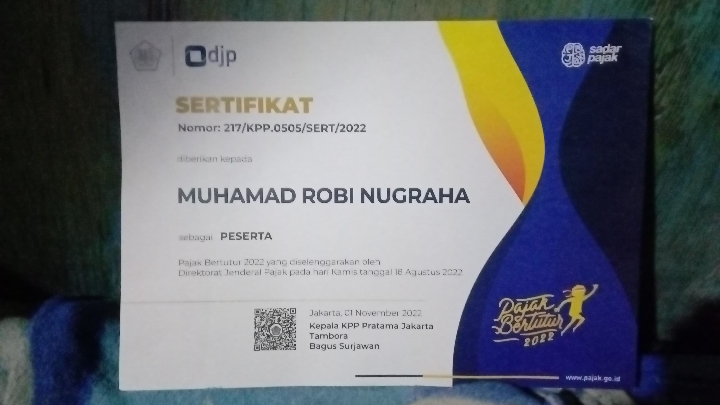 djp
sadar
pajak
SERTIFIKAT
Nomor: 217/KPP.0505/SERT/2022
diberikan kepada
MUHAMAD ROBI NUGRAHA
sebagai PESERTA
Pajak Bertutur 2022 yang diselenggarakan oleh
Direktorat Jenderal Pajak pada hari Kamis tanggal 18 Agustus 2022
Jakarta, 01 November 2022
Kepala KPP Pratama Jakarta
Tambora
Bagus Surjawan
Pajak
Bertutur
2022
www.pajak.go.id